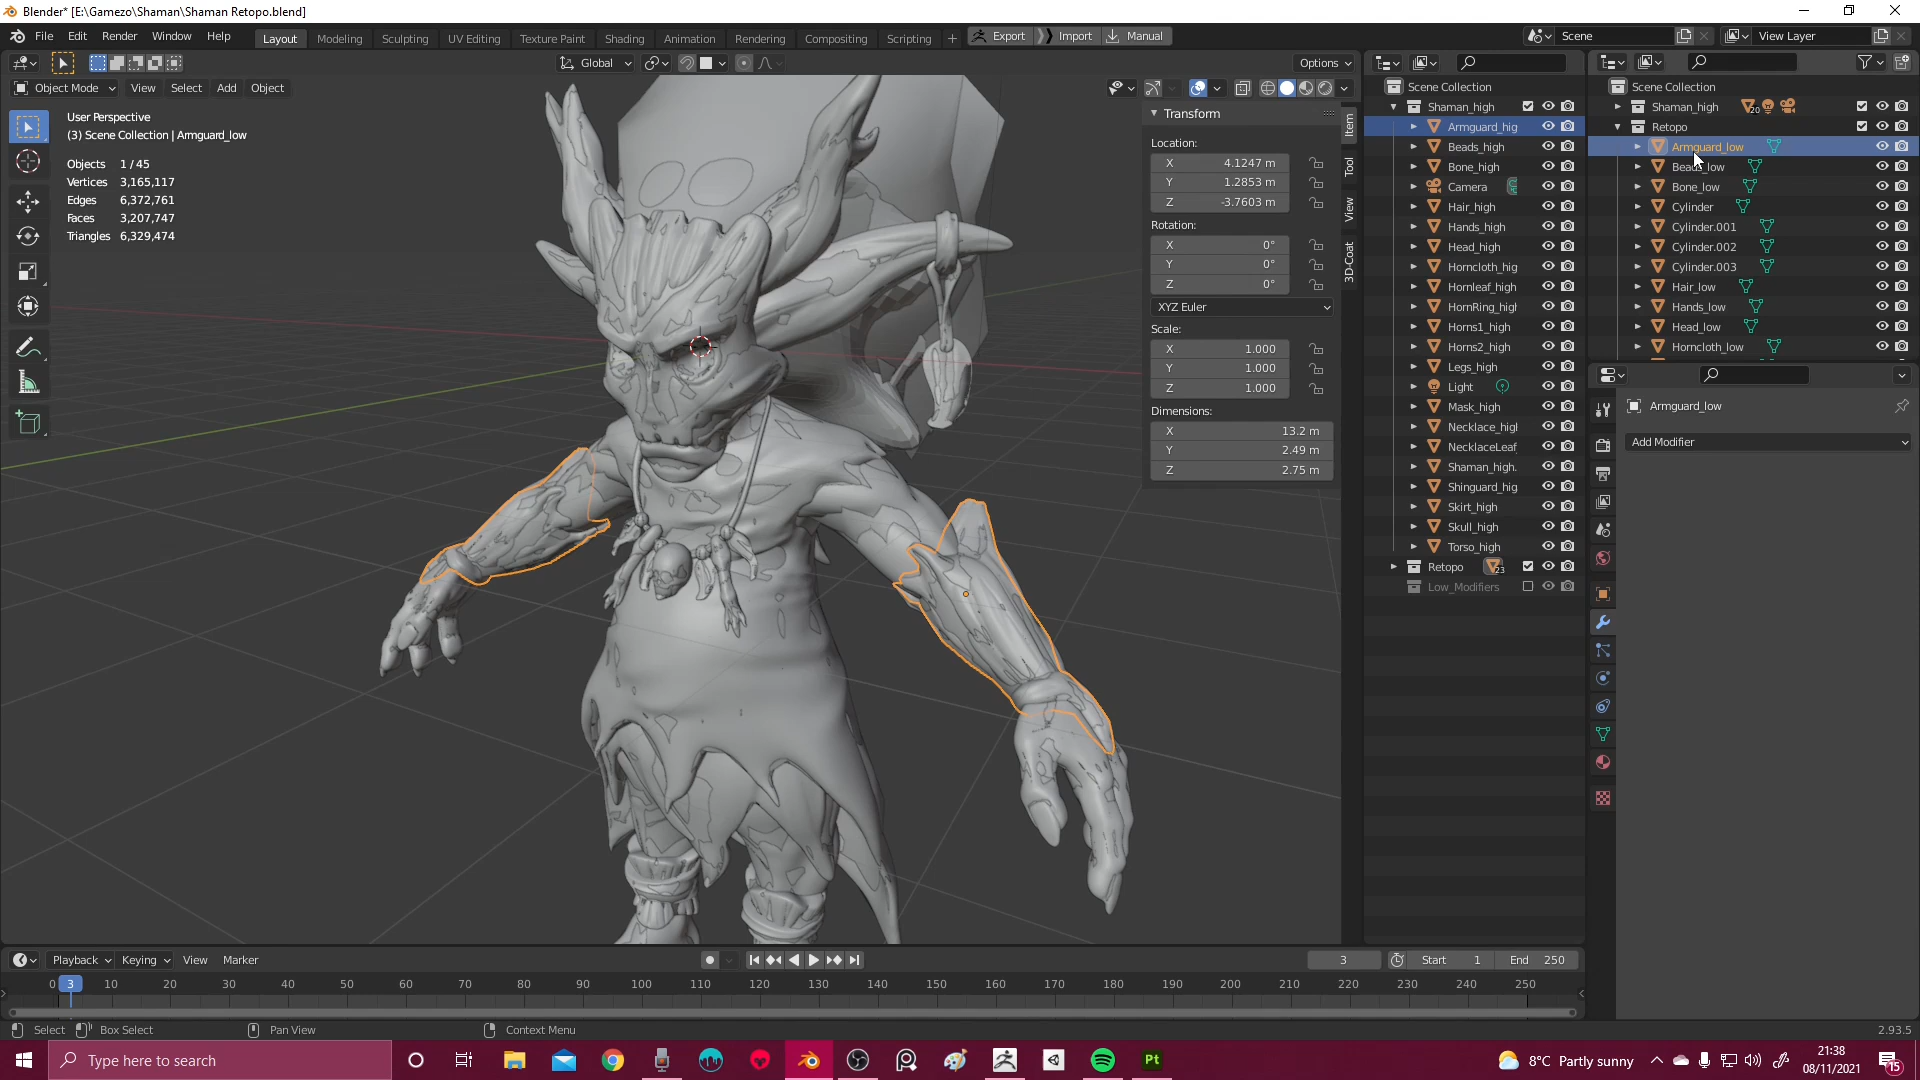 Blender* [E:\Gamezo\Shaman\Shaman Retopo.blend]
File Edit Render Window Help
Layout Modeling Sculpting UV Editing Texture Paint Shading Animation Rendering Compositing Scripting + Export Import Manual
Scene View Layer
Global Options
Object Mode View Select Add Object
User Perspective
(3) Scene Collection | Armguard_low
Objects 1 / 45
Vertices 3,165,117
Edges 6,372,761
Faces 3,207,747
Triangles 6,329,474
Transform
Location:
X 4.1247 m
Y 1.2853 m
Z -3.7603 m
Rotation:
X 0°
Y 0°
Z 0°
XYZ Euler
Scale:
X 1.000
Y 1.000
Z 1.000
Dimensions:
X 13.2 m
Y 2.49 m
Z 2.75 m
Item
Tool
View
3D-Coat
Scene Collection
Shaman_high
Armguard_hig
Beads_high
Bone_high
Camera
Hair_high
Hands_high
Head_high
Horncloth_hig
Hornleaf_high
HornRing_high
Horns1_high
Horns2_high
Legs_high
Light
Mask_high
Necklace_high
NecklaceLeaf
Shaman_high.
Shinguard_hig
Skirt_high
Skull_high
Torso_high
Retopo 23
Low_Modifiers
Scene Collection
Shaman_high 20
Retopo
Armguard_low
Beads_low
Bone_low
Cylinder
Cylinder.001
Cylinder.002
Cylinder.003
Hair_low
Hands_low
Head_low
Horncloth_low
Armguard_low
Add Modifier
Playback Keying View Marker
3 Start 1 End 250
0 3 10 20 30 40 50 60 70 80 90 100 110 120 130 140 150 160 170 180 190 200 210 220 230 240 250
Select Box Select Pan View Context Menu
2.93.5
Type here to search
Pt
8°C Partly sunny
21:38
08/11/2021
15